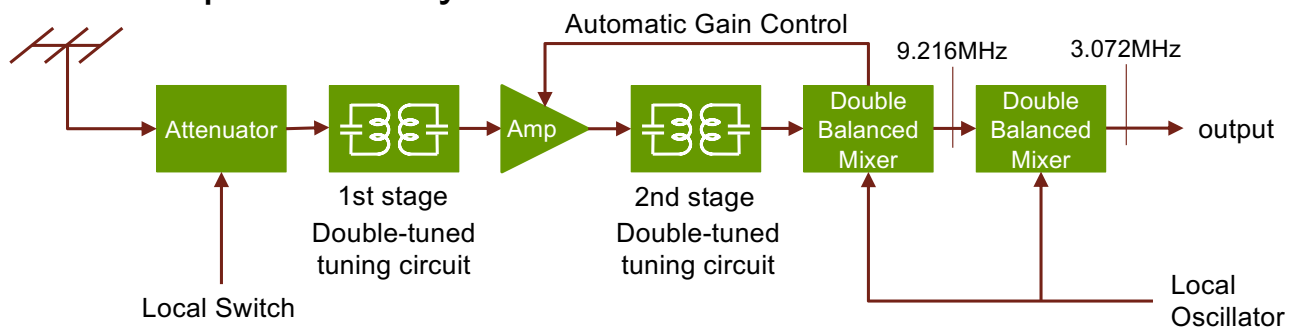 Automatic Gain Control
9.216MHz
3.072MHz
Attenuator
Amp
Double
Balanced
Mixer
Double
Balanced
Mixer
output
1st stage
Double-tuned
tuning circuit
2nd stage
Double-tuned
tuning circuit
Local Switch
Local
Oscillator